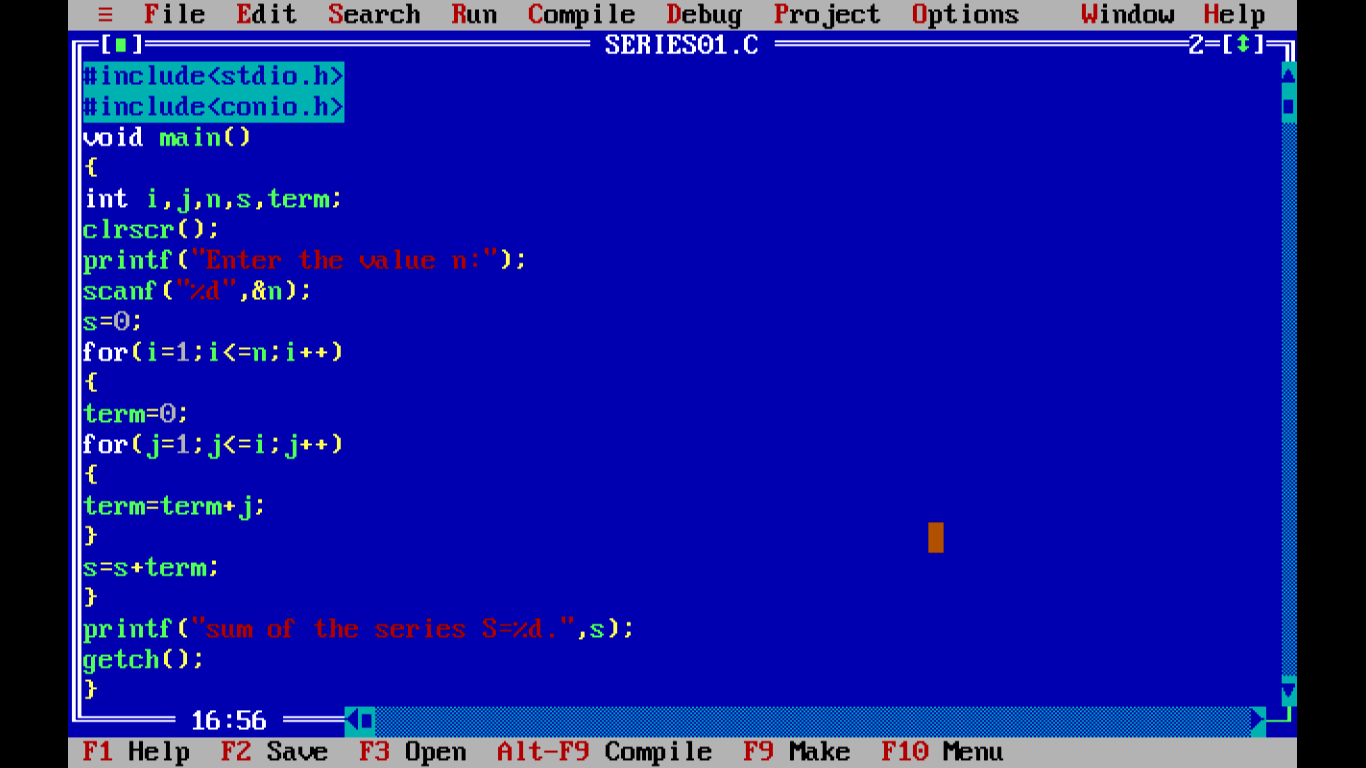 ≡ File Edit Search Run Compile Debug Project Options Window Help
[■] SERIES01.C 2=[↕]
#include<stdio.h>
#include<conio.h>
void main()
{
int i,j,n,s,term;
clrscr();
printf("Enter the value n:");
scanf("%d",&n);
s=0;
for(i=1;i<=n;i++)
{
term=0;
for(j=1;j<=i;j++)
{
term=term+j;
}
s=s+term;
}
printf("sum of the series S=%d.",s);
getch();
}
16:56
F1 Help F2 Save F3 Open Alt-F9 Compile F9 Make F10 Menu